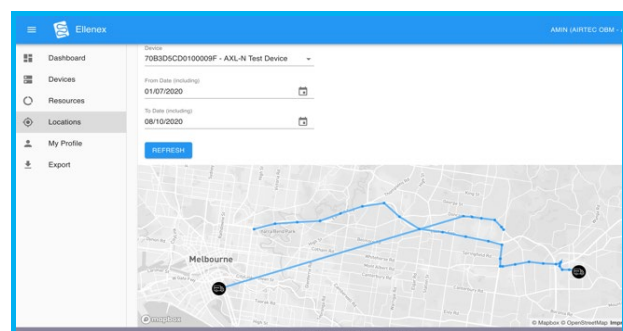 Ellenex
AMIN (AIRTEC OBM - A
Dashboard
Devices
Resources
Locations
My Profile
Export
Device
70B3D5CD0100009F - AXL-N Test Device
From Date (including)
01/07/2020
To Date (including)
08/10/2020
REFRESH
Melbourne
mapbox
© Mapbox © OpenStreetMap Impr